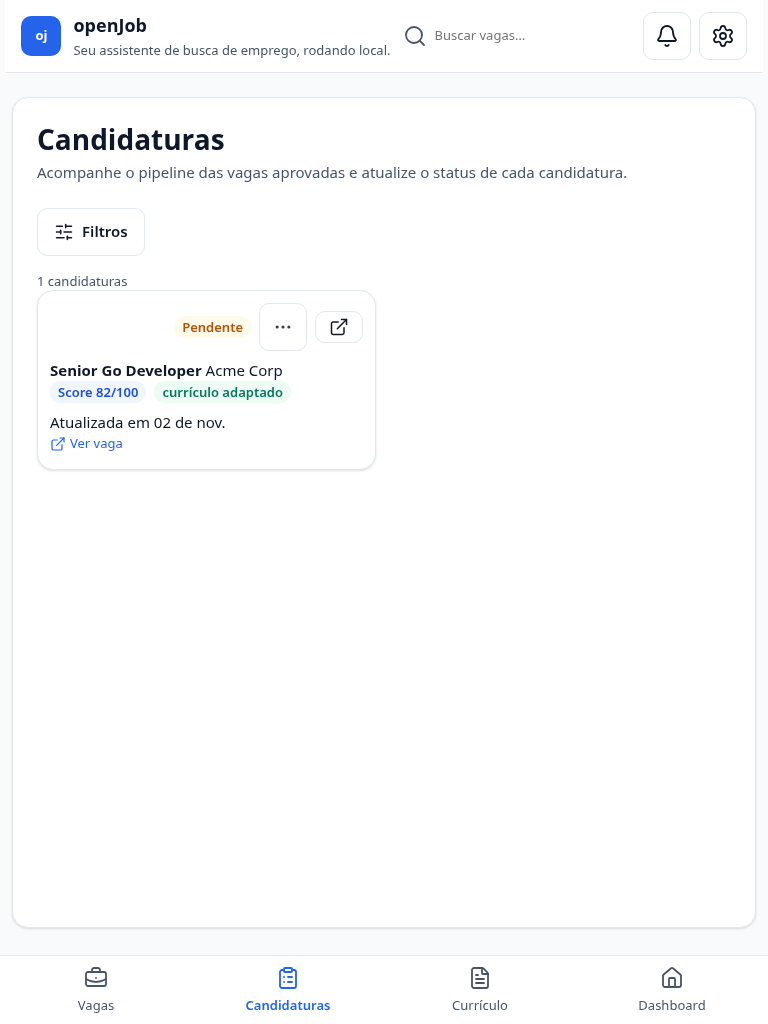 oj
openJob
Seu assistente de busca de emprego, rodando local.
Buscar vagas...
Candidaturas
Acompanhe o pipeline das vagas aprovadas e atualize o status de cada candidatura.
Filtros
1 candidaturas
Pendente
Senior Go Developer Acme Corp
Score 82/100 currículo adaptado
Atualizada em 02 de nov.
Ver vaga
Vagas
Candidaturas
Currículo
Dashboard